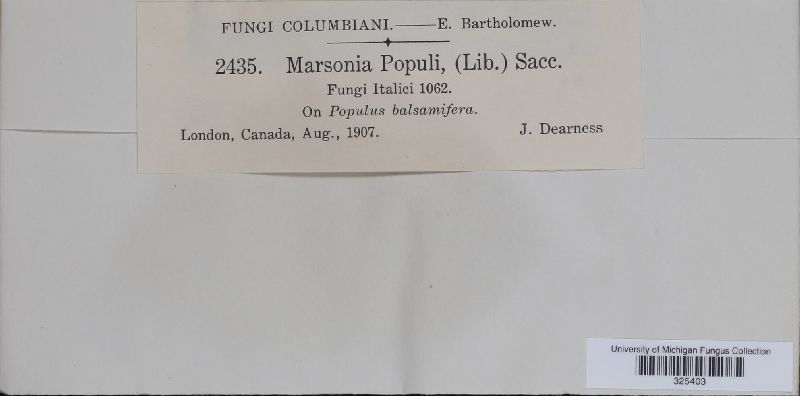 FUNGI COLUMBIANI.——E. Bartholomew.
2435. Marsonia Populi, (Lib.) Sacc.
Fungi Italici 1062.
On Populus balsamifera.
London, Canada, Aug., 1907. J. Dearness
University of Michigan Fungus Collection
325403